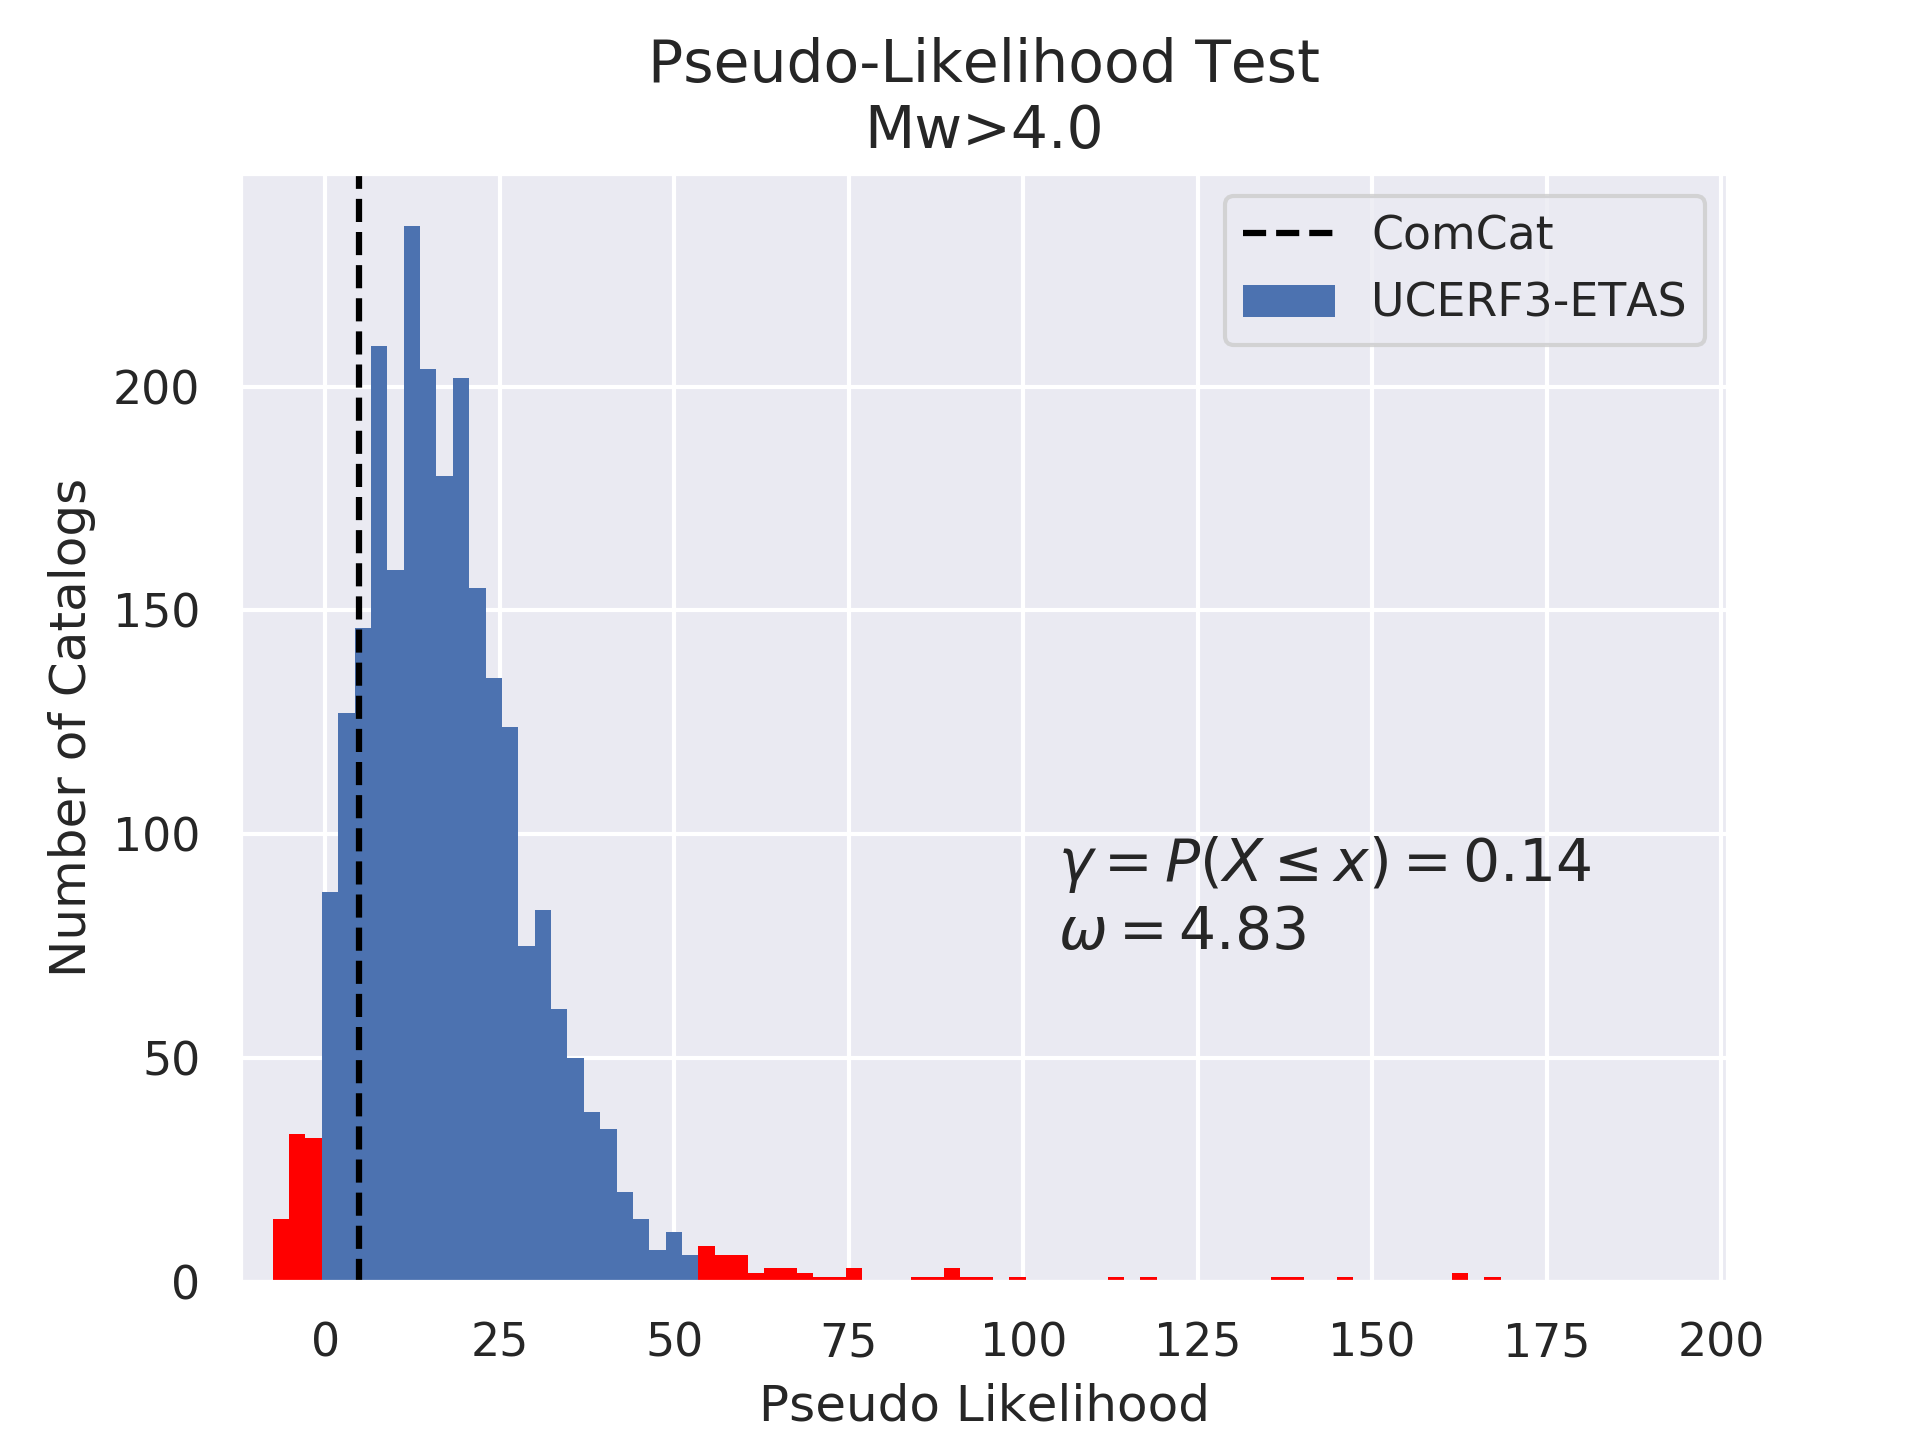 Pseudo-Likelihood Test
Mw>4.0
ComCat
UCERF3-ETAS
Number of Catalogs
200
150
100
50
0
γ = P(X ≤ x) = 0.14
ω = 4.83
0 25 50 75 100 125 150 175 200
Pseudo Likelihood